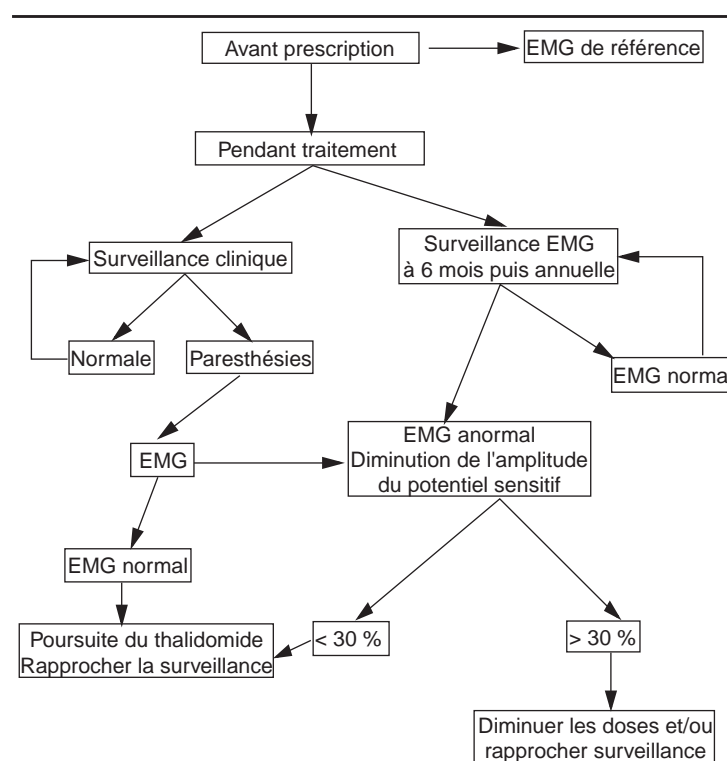 Avant prescription
EMG de référence
Pendant traitement
Surveillance clinique
Surveillance EMG
à 6 mois puis annuelle
Normale
Paresthésies
EMG norma
EMG
EMG anormal
Diminution de l'amplitude
du potentiel sensitif
EMG normal
Poursuite du thalidomide
Rapprocher la surveillance
< 30 %
> 30 %
Diminuer les doses et/ou
rapprocher surveillance